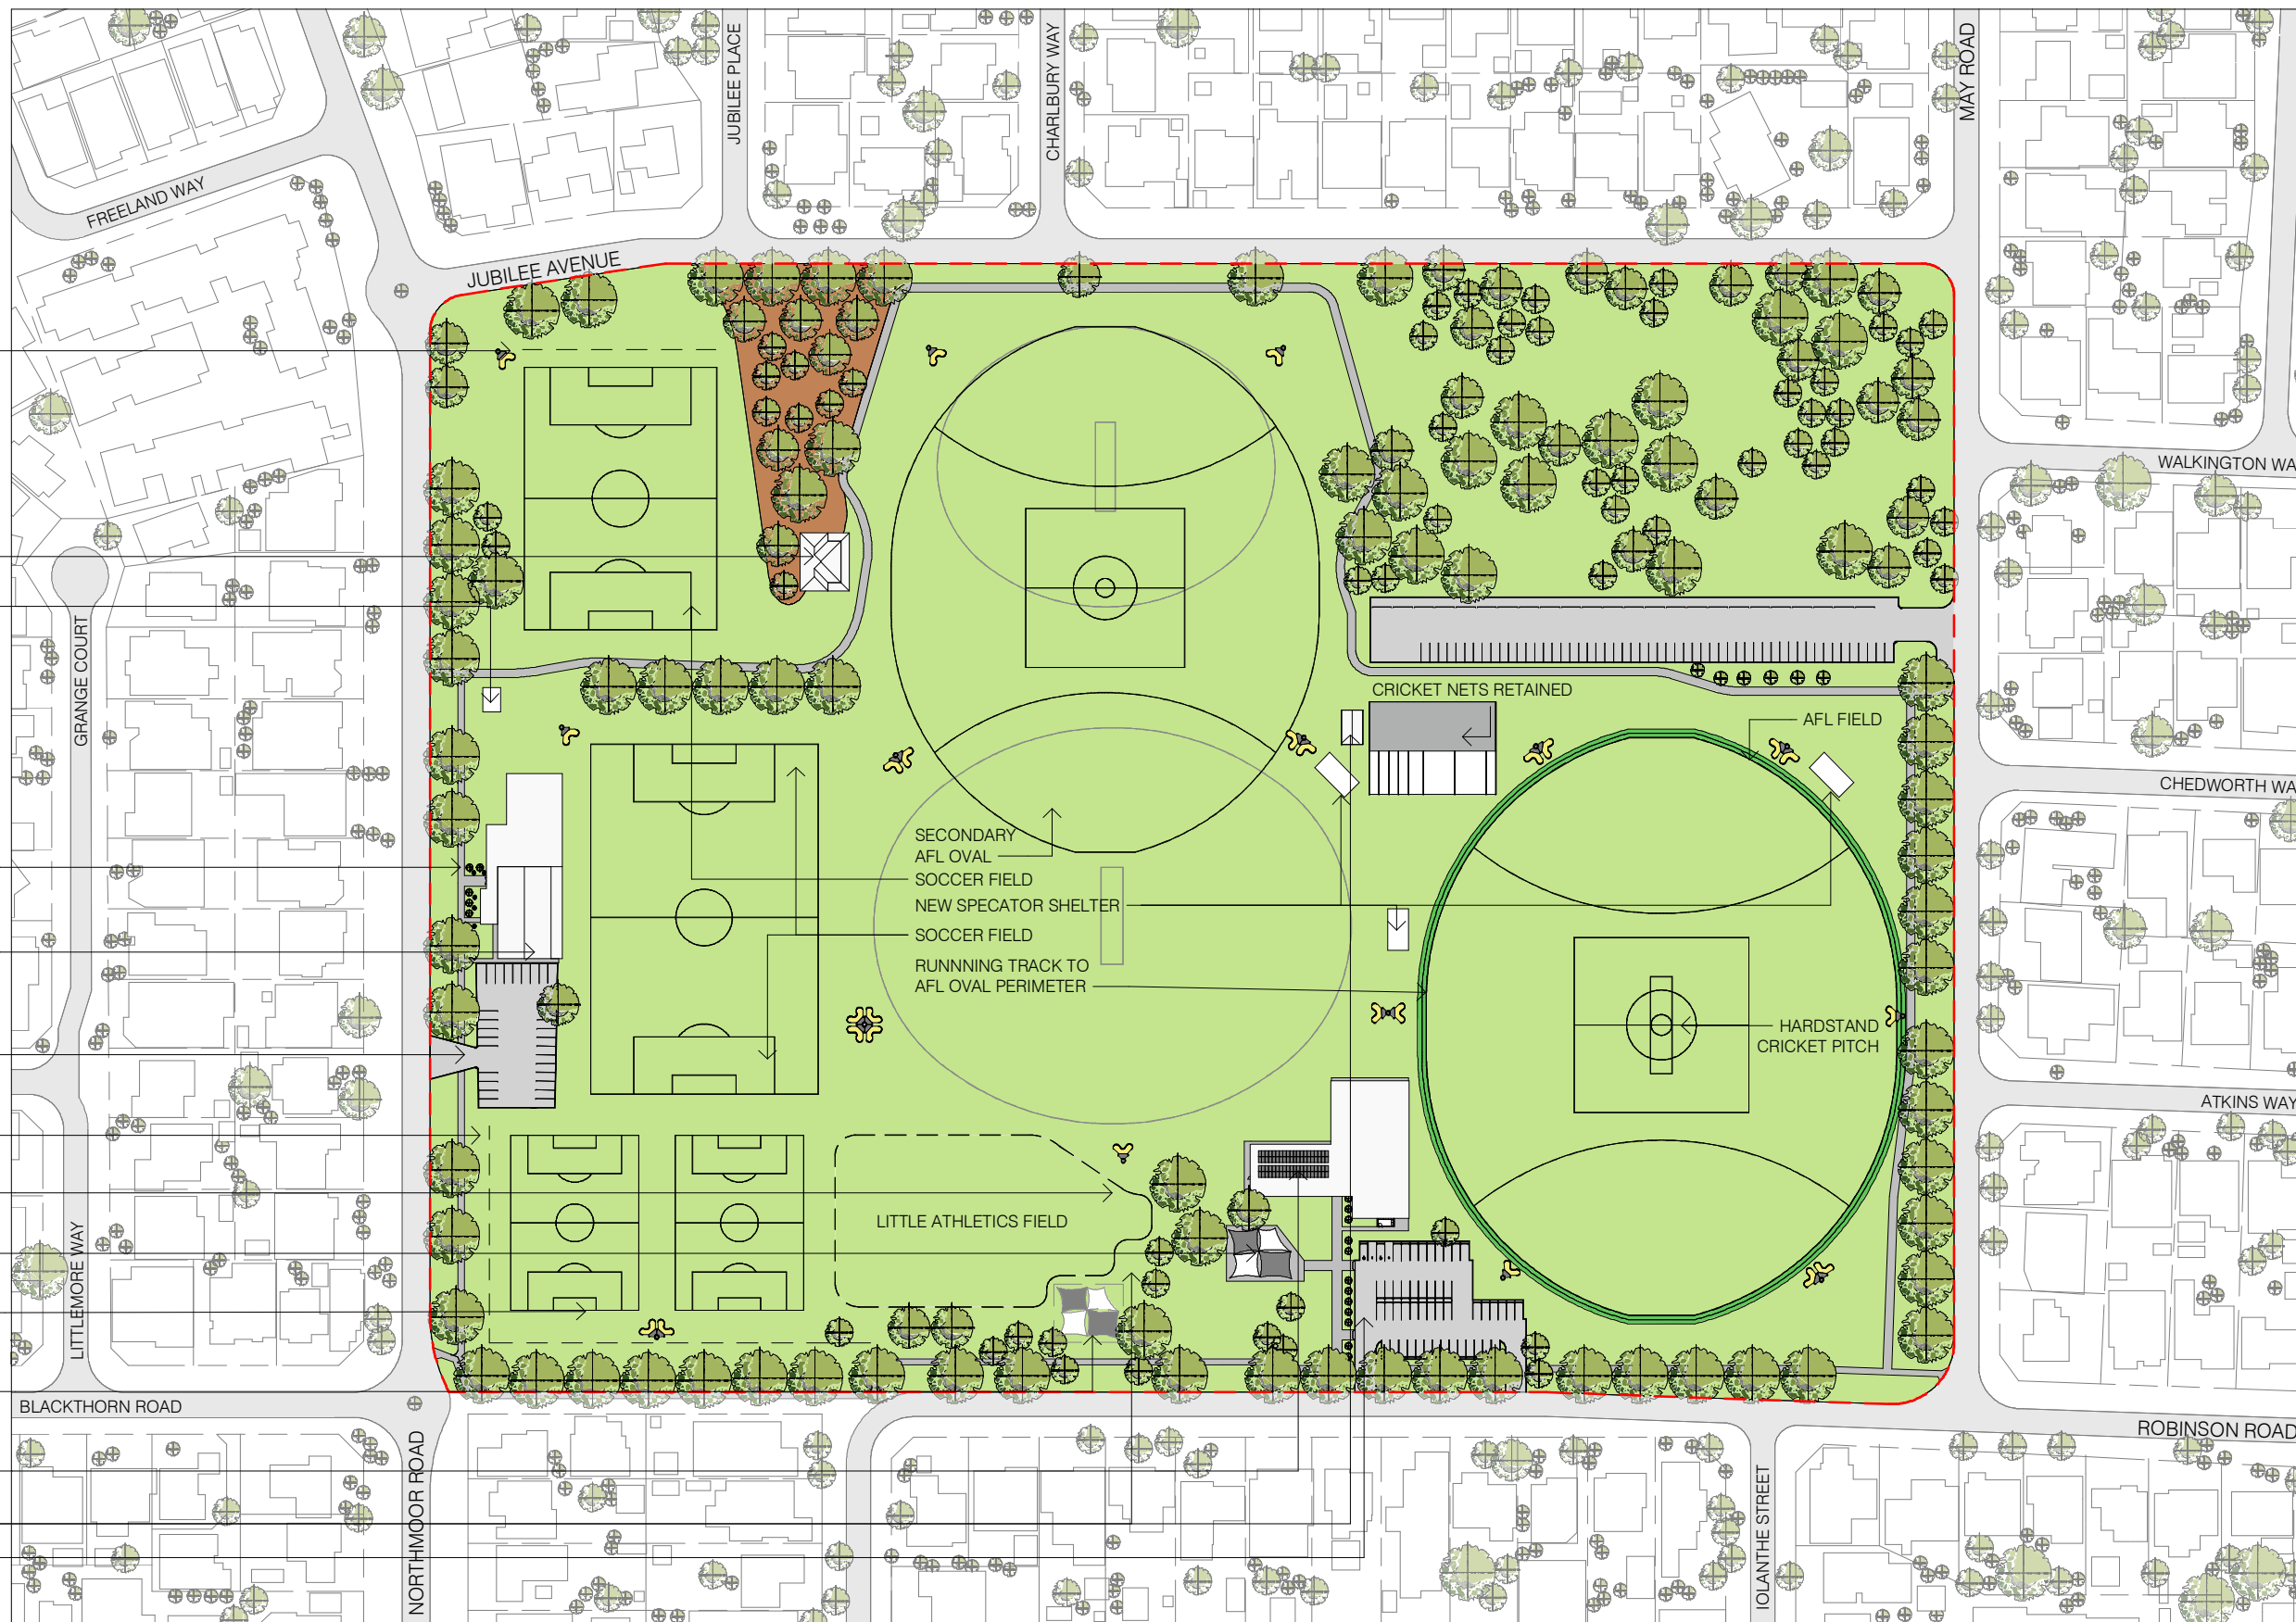 JUBILEE PLACE
CHARLBURY WAY
MAY ROAD
FREELAND WAY
JUBILEE AVENUE
WALKINGTON WA
GRANGE COURT
CRICKET NETS RETAINED
AFL FIELD
CHEDWORTH WA
SECONDARY
AFL OVAL
SOCCER FIELD
NEW SPECATOR SHELTER
SOCCER FIELD
RUNNNING TRACK TO
AFL OVAL PERIMETER
HARDSTAND
CRICKET PITCH
ATKINS WAY
LITTLE ATHLETICS FIELD
LITTLEMORE WAY
BLACKTHORN ROAD
ROBINSON ROAD
NORTHMOOR ROAD
IOLANTHE STREET